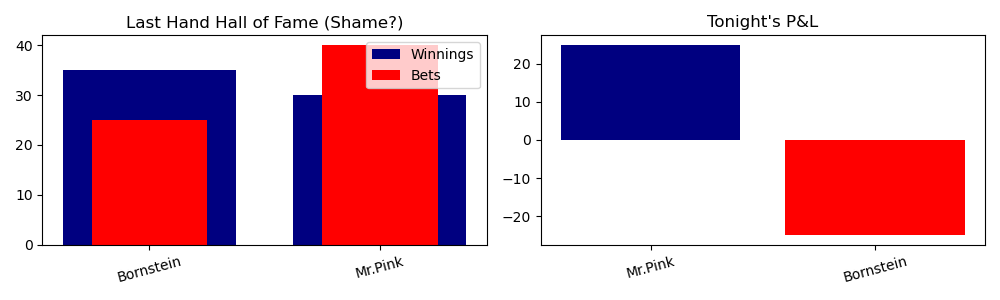 Last Hand Hall of Fame (Shame?)
40
30
20
10
0
Winnings
Bets
Bornstein
Mr.Pink
Tonight's P&L
20
10
0
−10
−20
Mr.Pink
Bornstein